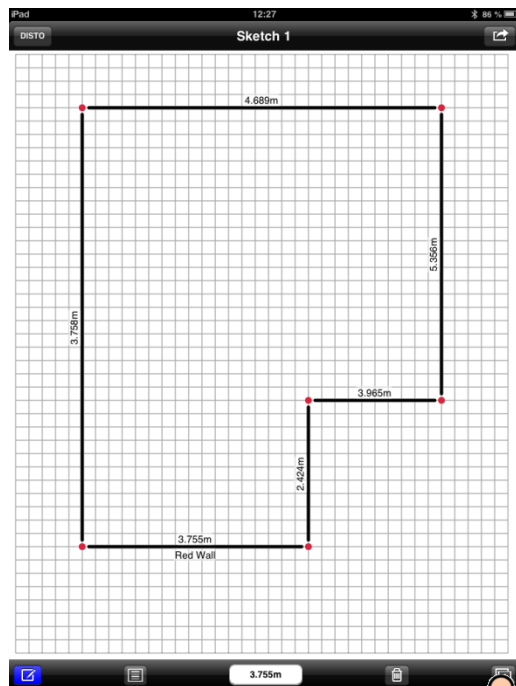 iPad 12:27 86 %
DISTO Sketch 1
4.689m
5.356m
3.758m
3.965m
2.424m
3.755m
Red Wall
3.755m